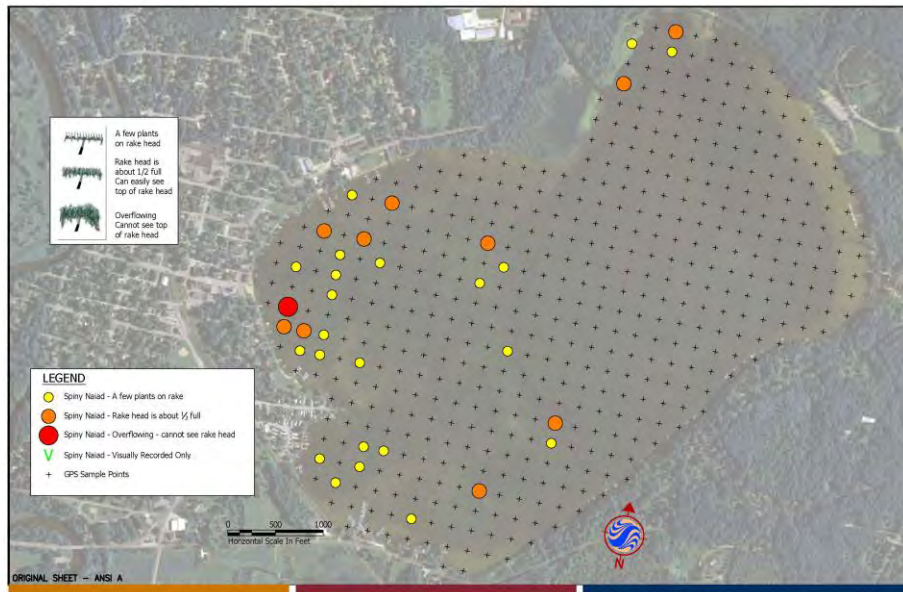 A few plants
on rake head
Rake head is
about 1/2 full
Can easily see
top of rake head
Overflowing
Cannot see top
of rake head
LEGEND
Spiny Naiad - A few plants on rake
Spiny Naiad - Rake head is about ½ full
Spiny Naiad - Overflowing - cannot see rake head
V Spiny Naiad - Visually Recorded Only
GPS Sample Points
0 500 1000
Horizontal Scale In Feet
N
ORIGINAL SHEET - ANSI A